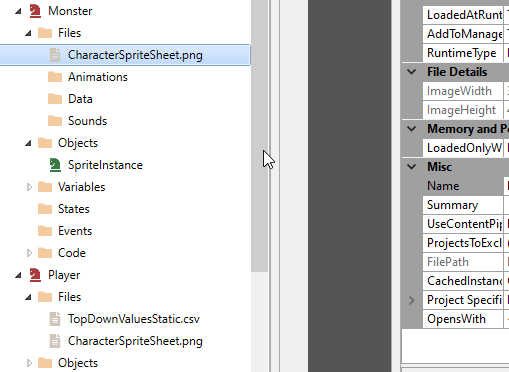 Monster
Files
CharacterSpriteSheet.png
Animations
Data
Sounds
Objects
SpriteInstance
Variables
States
Events
Code
Player
Files
TopDownValuesStatic.csv
CharacterSpriteSheet.png
Objects
LoadedAtRunt
AddToManage
RuntimeType
File Details
ImageWidth
ImageHeight
Memory and P
LoadedOnlyW
Misc
Name
Summary
UseContentPip
ProjectsToExcl
FilePath
CachedInstanc
Project Specifi
OpensWith